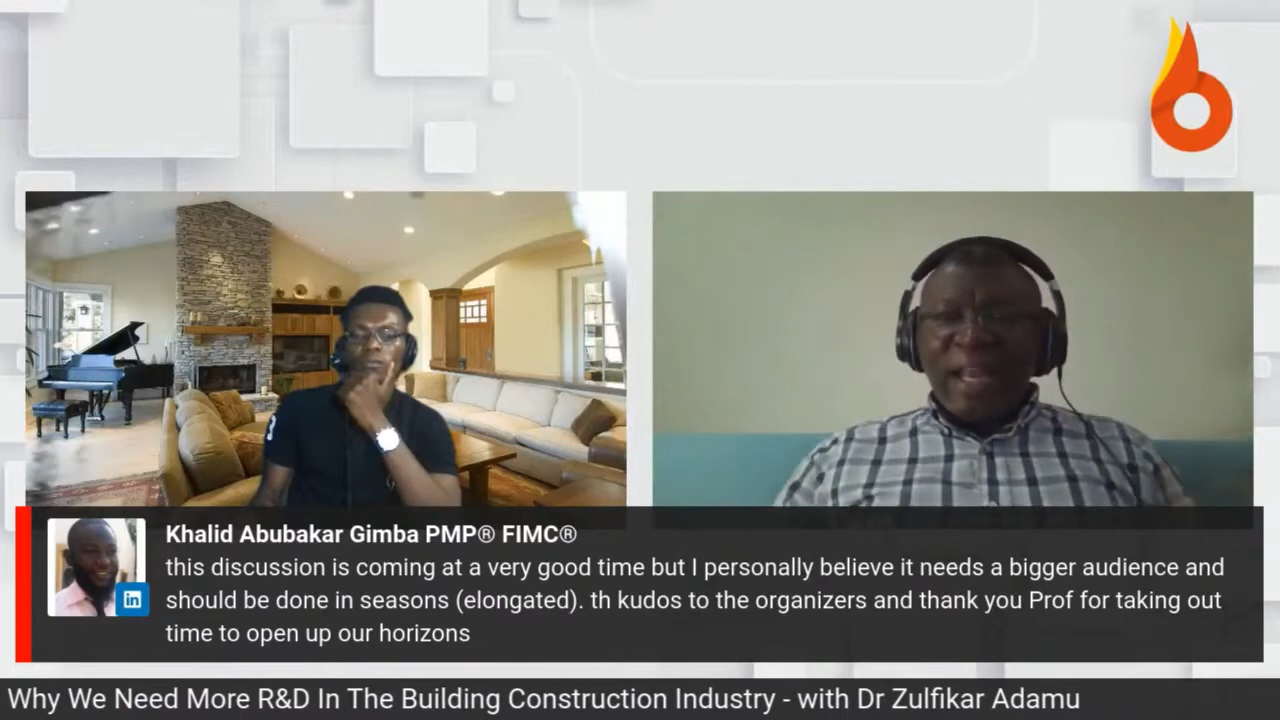 Khalid Abubakar Gimba PMP® FIMC®
this discussion is coming at a very good time but I personally believe it needs a bigger audience and
should be done in seasons (elongated). th kudos to the organizers and thank you Prof for taking out
time to open up our horizons
in
Why We Need More R&D In The Building Construction Industry - with Dr Zulfikar Adamu